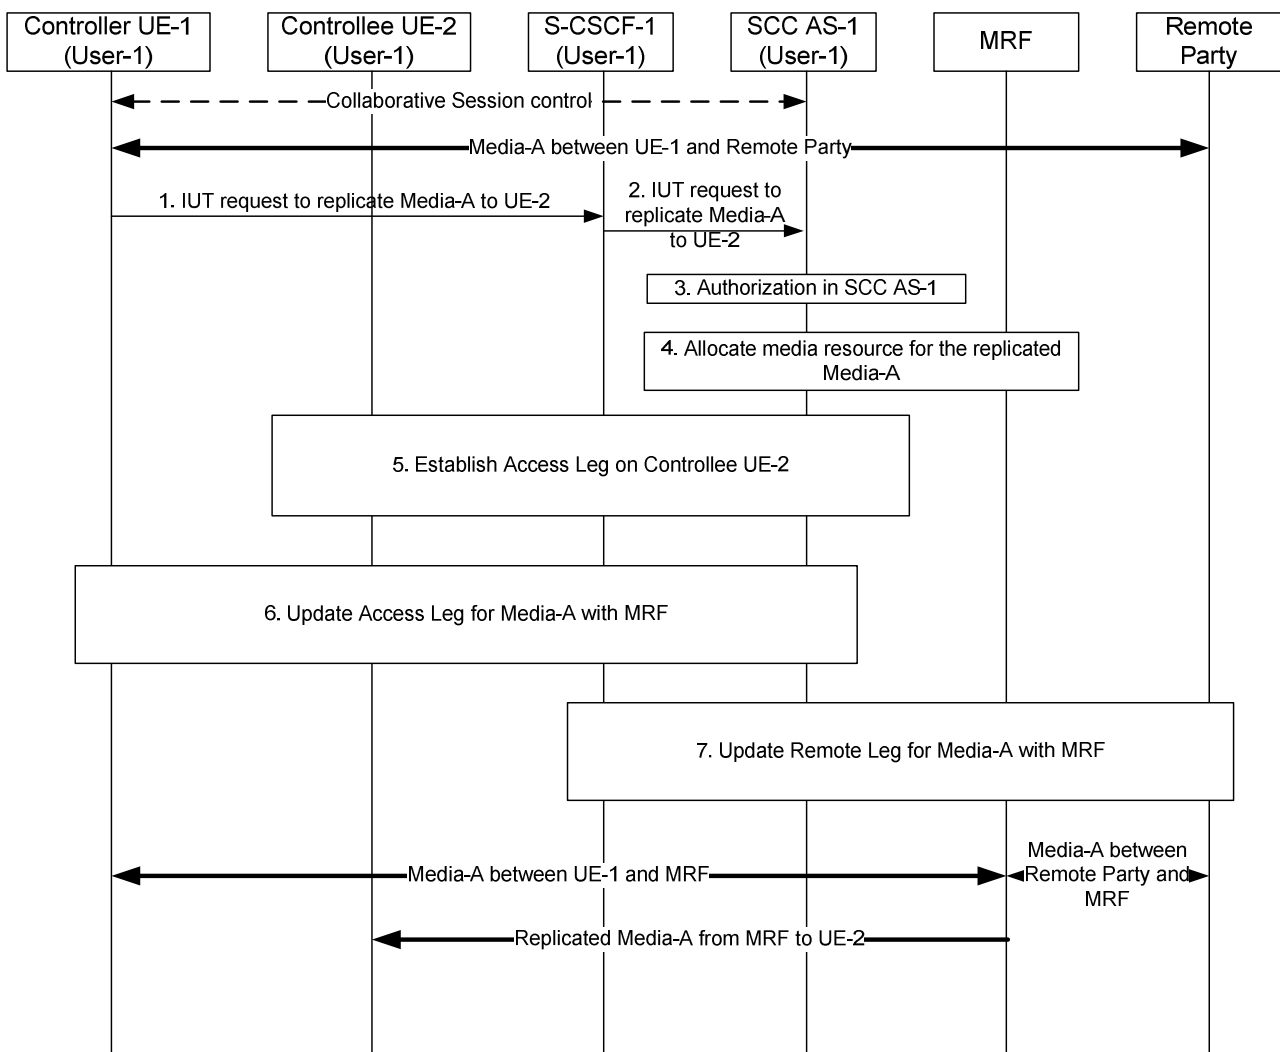 Controller UE-1
(User-1)
Controllee UE-2
(User-1)
S-CSCF-1
(User-1)
SCC AS-1
(User-1)
MRF
Remote
Party
Collaborative Session control
Media-A between UE-1 and Remote Party
1. IUT request to replicate Media-A to UE-2
2. IUT request to
replicate Media-A
to UE-2
3. Authorization in SCC AS-1
4. Allocate media resource for the replicated
Media-A
5. Establish Access Leg on Controllee UE-2
6. Update Access Leg for Media-A with MRF
7. Update Remote Leg for Media-A with MRF
Media-A between UE-1 and MRF
Media-A between
Remote Party and
MRF
Replicated Media-A from MRF to UE-2